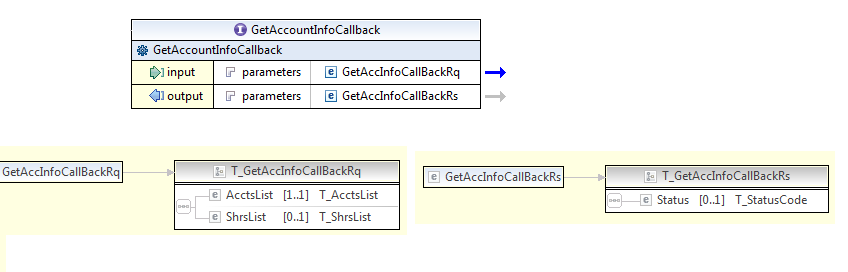 GetAccountInfoCallback
GetAccountInfoCallback
input parameters GetAccInfoCallBackRq
output parameters GetAccInfoCallBackRs
GetAccInfoCallBackRq
T_GetAccInfoCallBackRq
AcctsList [1..1] T_AcctsList
ShrsList [0..1] T_ShrsList
GetAccInfoCallBackRs
T_GetAccInfoCallBackRs
Status [0..1] T_StatusCode